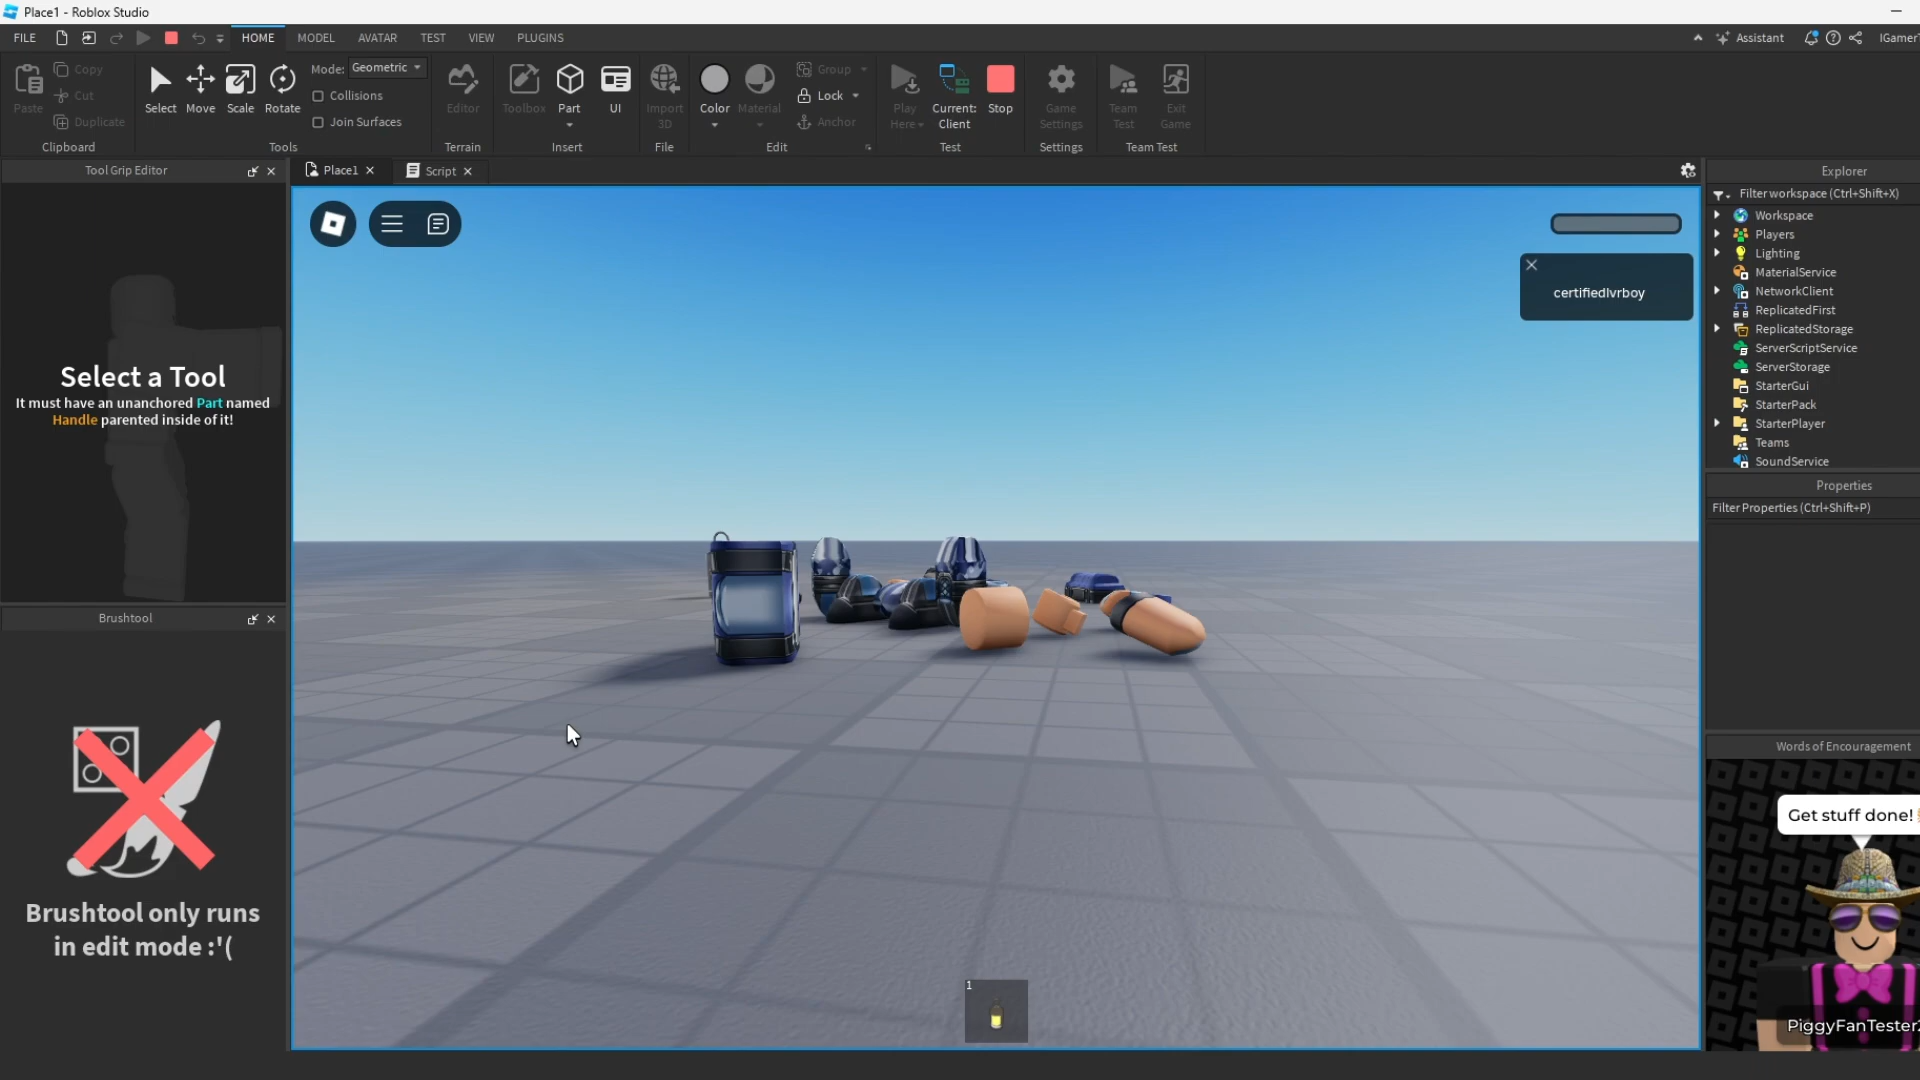 Place1 - Roblox Studio
FILE
HOME
MODEL
AVATAR
TEST
VIEW
PLUGINS
Assistant
Paste
Copy
Cut
Duplicate
Clipboard
Select
Move
Scale
Rotate
Mode: Geometric
Collisions
Join Surfaces
Tools
Editor
Terrain
Toolbox
Part
UI
Insert
Import
3D
File
Color
Material
Group
Lock
Anchor
Edit
Play
Here
Current:
Client
Stop
Test
Game
Settings
Settings
Team
Test
Exit
Game
Team Test
Tool Grip Editor
Select a Tool
It must have an unanchored Part named
Handle parented inside of it!
Brushtool
Brushtool only runs
in edit mode :'(
Place1
Script
1
Explorer
Filter workspace (Ctrl+Shift+X)
Workspace
Players
Lighting
MaterialService
NetworkClient
ReplicatedFirst
ReplicatedStorage
ServerScriptService
ServerStorage
StarterGui
StarterPack
StarterPlayer
Teams
SoundService
Properties
Filter Properties (Ctrl+Shift+P)
Words of Encouragement
Get stuff done!